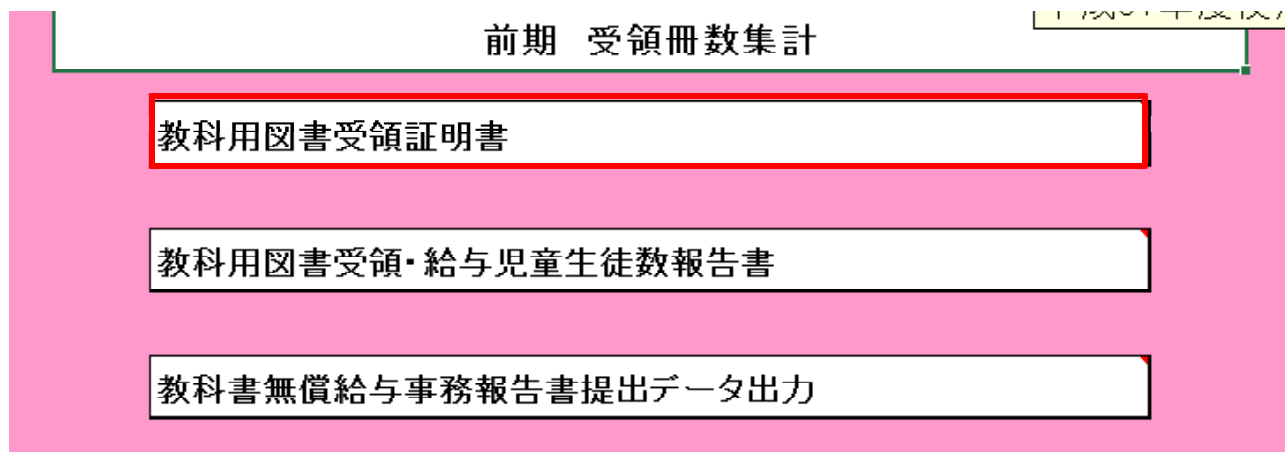 前期 受領冊数集計
教科用図書受領証明書
教科用図書受領・給与児童生徒数報告書
教科書無償給与事務報告書提出データ出力